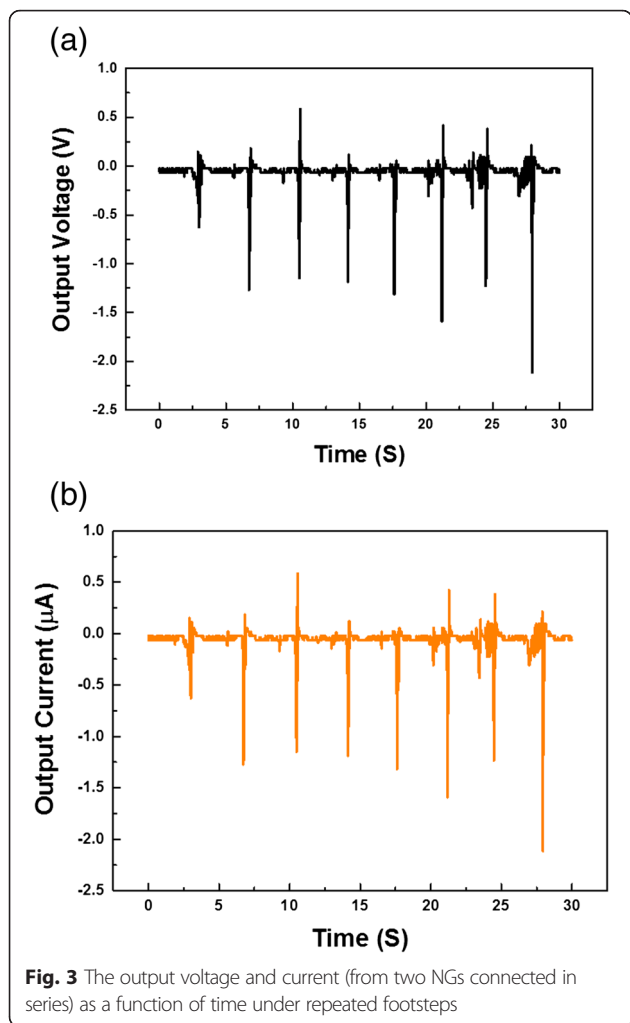 (a)
1.0
0.5
0.0
-0.5
-1.0
-1.5
-2.0
-2.5
Output Voltage (V)
0 5 10 15 20 25 30
Time (S)
(b)
1.0
0.5
0.0
-0.5
-1.0
-1.5
-2.0
-2.5
Output Current (μA)
0 5 10 15 20 25 30
Time (S)
Fig. 3 The output voltage and current (from two NGs connected in
series) as a function of time under repeated footsteps